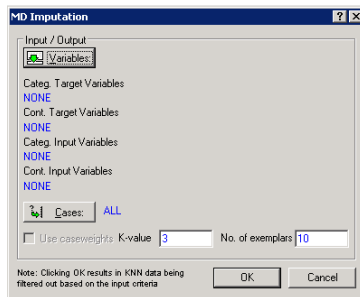 MD Imputation
Input / Output
Variables:
Categ. Target Variables
NONE
Cont. Target Variables
NONE
Categ. Input Variables
NONE
Cont. Input Variables
NONE
Cases: ALL
Use caseweights K-value 3 No. of exemplars 10
Note: Clicking OK results in KNN data being
filtered out based on the input criteria
OK Cancel